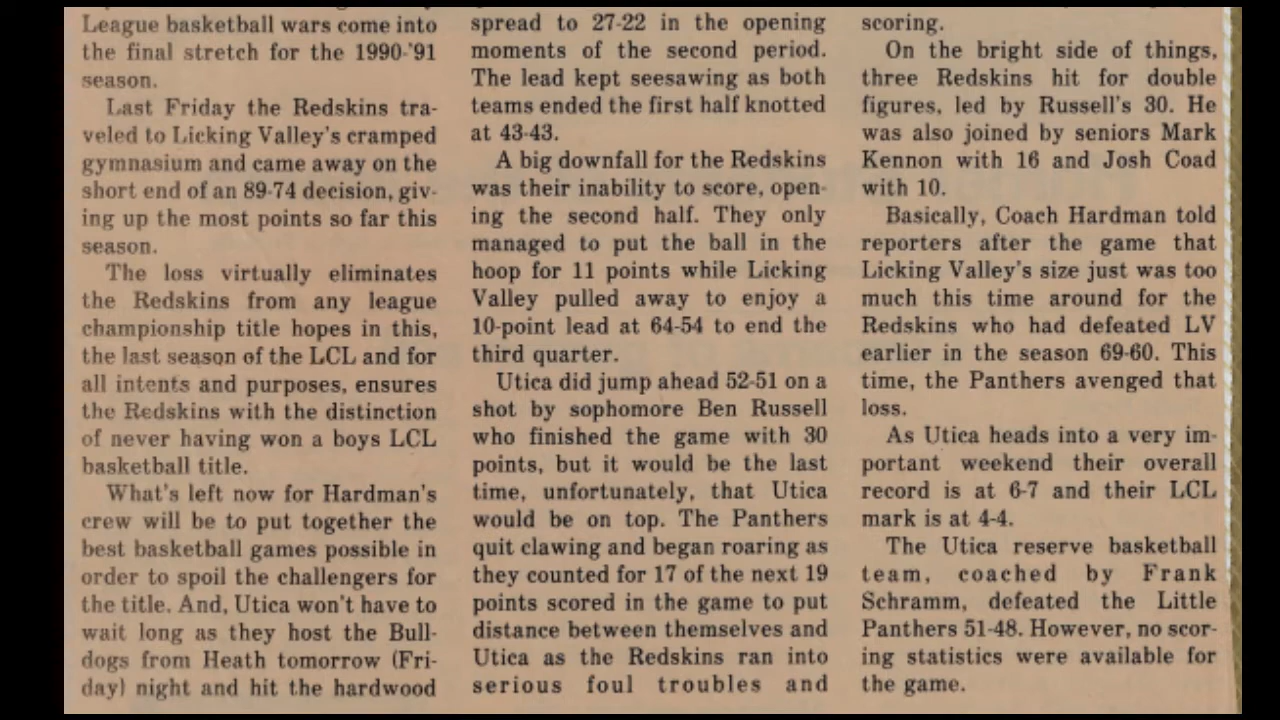 League basketball wars come into
the final stretch for the 1990-'91
season.
Last Friday the Redskins tra-
veled to Licking Valley's cramped
gymnasium and came away on the
short end of an 89-74 decision, giv-
ing up the most points so far this
season.
The loss virtually eliminates
the Redskins from any league
championship title hopes in this,
the last season of the LCL and for
all intents and purposes, ensures
the Redskins with the distinction
of never having won a boys LCL
basketball title.
What's left now for Hardman's
crew will be to put together the
best basketball games possible in
order to spoil the challengers for
the title. And, Utica won't have to
wait long as they host the Bull-
dogs from Heath tomorrow (Fri-
day) night and hit the hardwood
spread to 27-22 in the opening
moments of the second period.
The lead kept seesawing as both
teams ended the first half knotted
at 43-43.
A big downfall for the Redskins
was their inability to score, open-
ing the second half. They only
managed to put the ball in the
hoop for 11 points while Licking
Valley pulled away to enjoy a
10-point lead at 64-54 to end the
third quarter.
Utica did jump ahead 52-51 on a
shot by sophomore Ben Russell
who finished the game with 30
points, but it would be the last
time, unfortunately, that Utica
would be on top. The Panthers
quit clawing and began roaring as
they counted for 17 of the next 19
points scored in the game to put
distance between themselves and
Utica as the Redskins ran into
serious foul troubles and
scoring.
On the bright side of things,
three Redskins hit for double
figures, led by Russell's 30. He
was also joined by seniors Mark
Kennon with 16 and Josh Coad
with 10.
Basically, Coach Hardman told
reporters after the game that
Licking Valley's size just was too
much this time around for the
Redskins who had defeated LV
earlier in the season 69-60. This
time, the Panthers avenged that
loss.
As Utica heads into a very im-
portant weekend their overall
record is at 6-7 and their LCL
mark is at 4-4.
The Utica reserve basketball
team, coached by Frank
Schramm, defeated the Little
Panthers 51-48. However, no scor-
ing statistics were available for
the game.